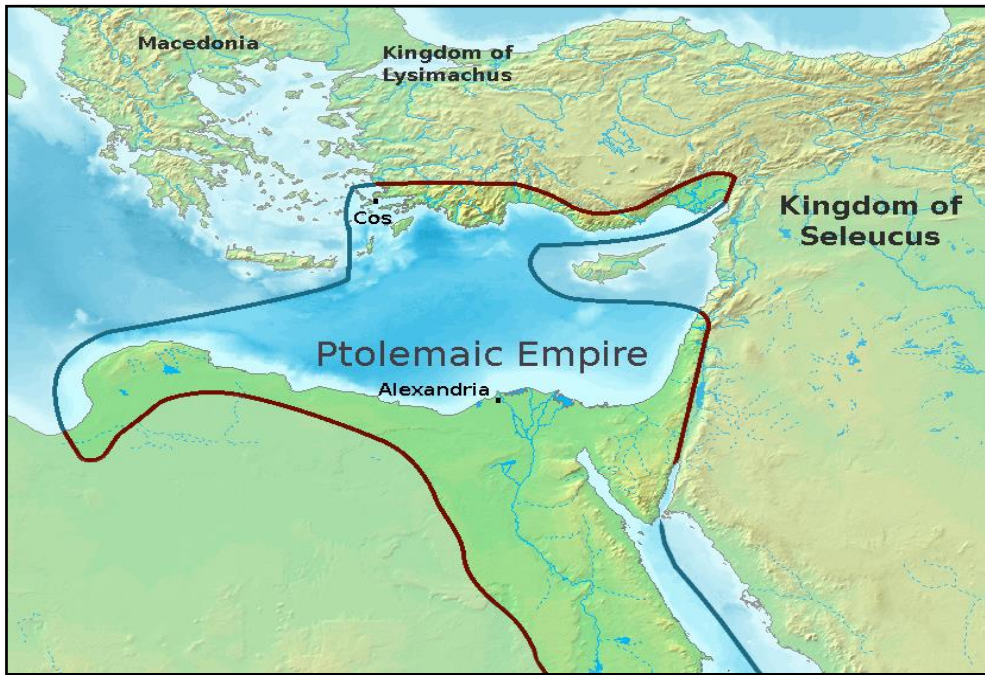 Macedonia
Kingdom of
Lysimachus
Cos
Kingdom of
Seleucus
Ptolemaic Empire
Alexandria